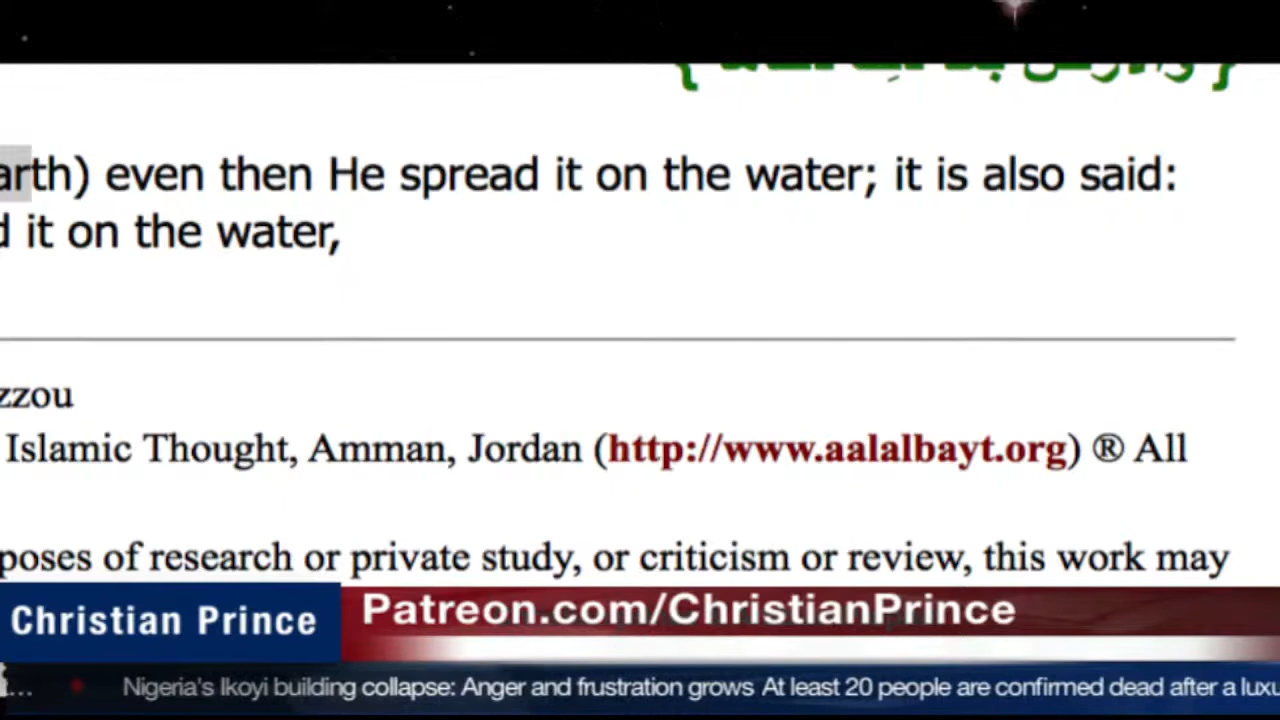 arth) even then He spread it on the water; it is also said:
d it on the water,
zzou
Islamic Thought, Amman, Jordan (http://www.aalalbayt.org) ® All
poses of research or private study, or criticism or review, this work may
Christian Prince
Patreon.com/ChristianPrince
... Nigeria's Ikoyi building collapse: Anger and frustration grows At least 20 people are confirmed dead after a luxu